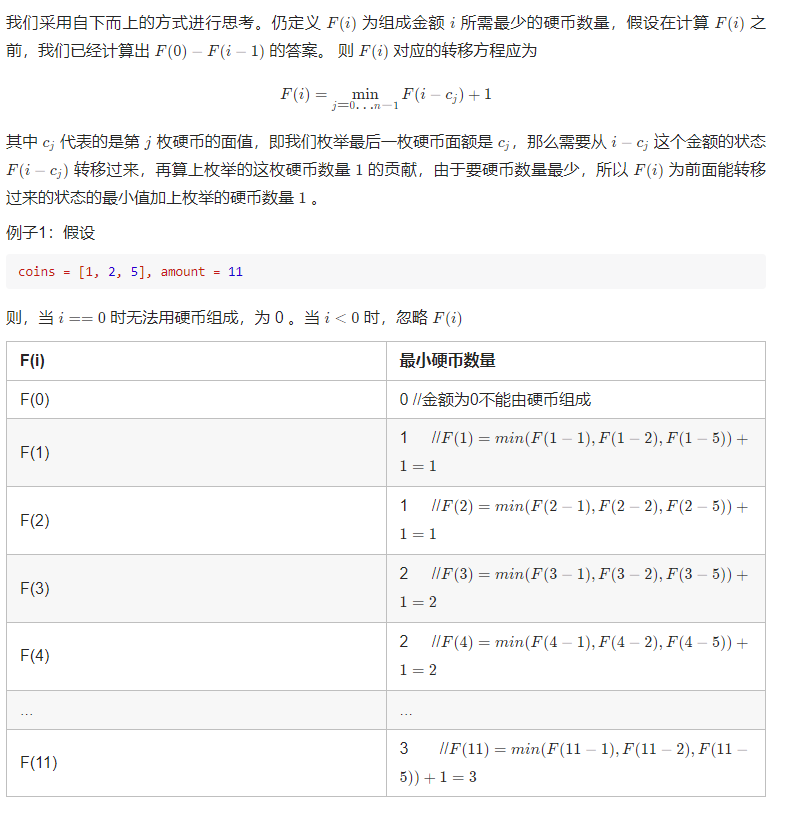 我们采用自下而上的方式进行思考。仍定义 F(i) 为组成金额 i 所需最少的硬币数量，假设在计算 F(i) 之
前，我们已经计算出 F(0) − F(i − 1) 的答案。 则 F(i) 对应的转移方程应为
F(i) = min_{j=0...n−1} F(i − c_j) + 1
其中 c_j 代表的是第 j 枚硬币的面值，即我们枚举最后一枚硬币面额是 c_j，那么需要从 i − c_j 这个金额的状态
F(i − c_j) 转移过来，再算上枚举的这枚硬币数量 1 的贡献，由于要硬币数量最少，所以 F(i) 为前面能转移
过来的状态的最小值加上枚举的硬币数量 1 。
例子1：假设
coins = [1, 2, 5], amount = 11
则，当 i == 0 时无法用硬币组成，为 0 。当 i < 0 时，忽略 F(i)
F(i) 最小硬币数量
F(0) 0 //金额为0不能由硬币组成
F(1) 1 //F(1) = min(F(1 − 1), F(1 − 2), F(1 − 5)) +
1 = 1
F(2) 1 //F(2) = min(F(2 − 1), F(2 − 2), F(2 − 5)) +
1 = 1
F(3) 2 //F(3) = min(F(3 − 1), F(3 − 2), F(3 − 5)) +
1 = 2
F(4) 2 //F(4) = min(F(4 − 1), F(4 − 2), F(4 − 5)) +
1 = 2
... ...
F(11) 3 //F(11) = min(F(11 − 1), F(11 − 2), F(11 −
5)) + 1 = 3